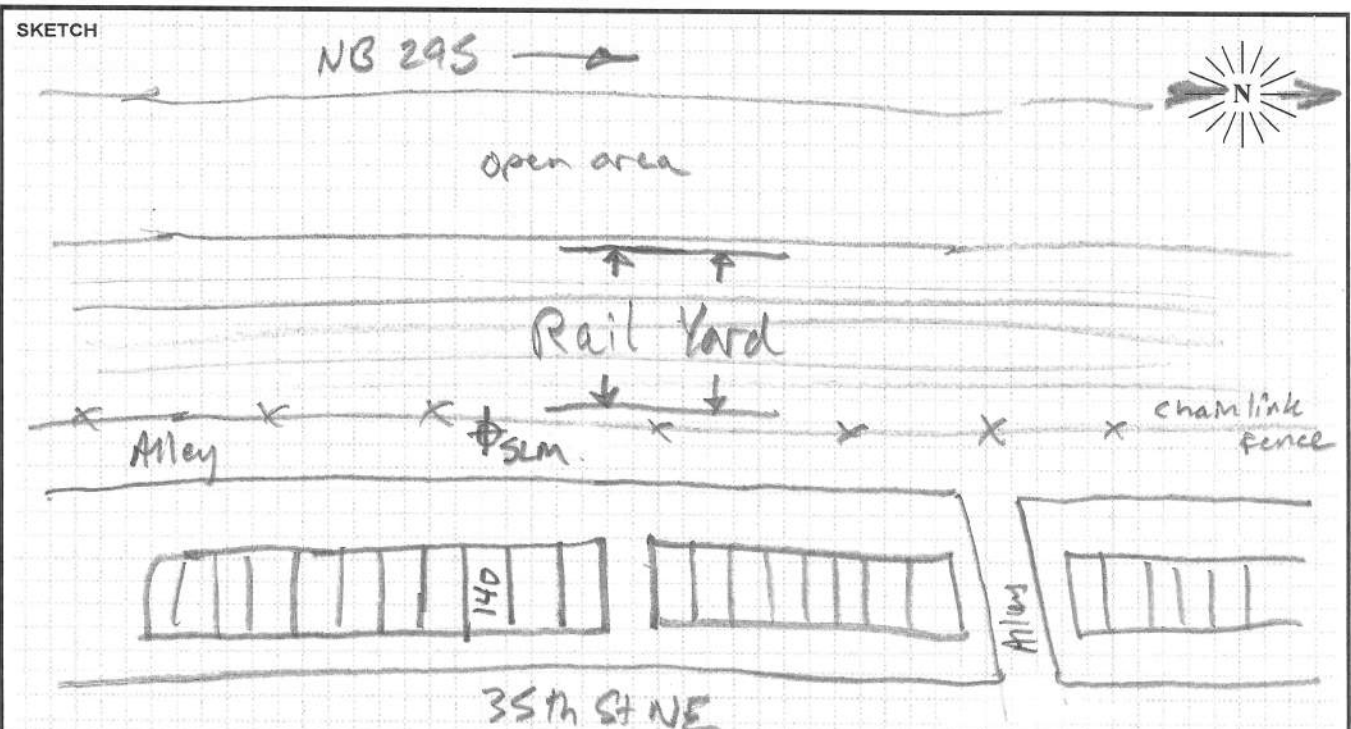 SKETCH
NB 295
N
open area
Rail Yard
chainlink
fence
Alley
SLM
140
Alley
35th St NE